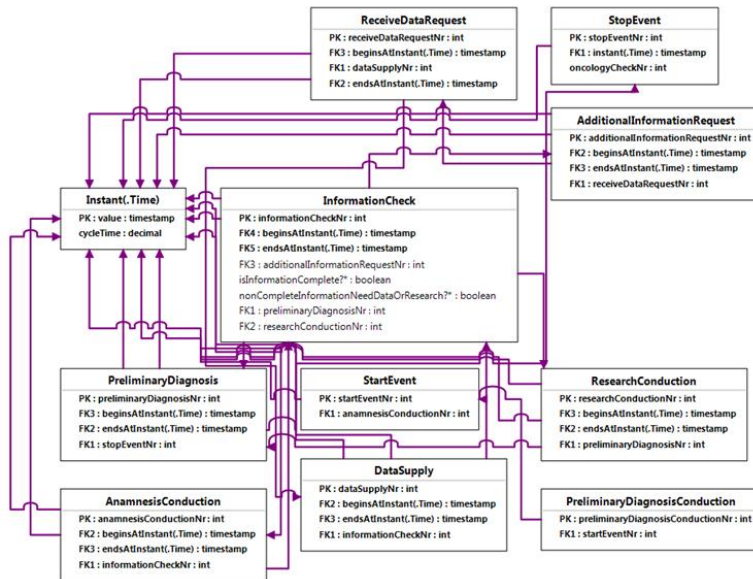 ReceiveDataRequest
PK : receiveDataRequestNr : int
FK3 : beginsAtInstant(.Time) : timestamp
FK1 : dataSupplyNr : int
FK2 : endsAtInstant(.Time) : timestamp
StopEvent
PK : stopEventNr : int
FK1 : instant(.Time) : timestamp
oncologyCheckNr : int
AdditionalInformationRequest
PK : additionalInformationRequestNr : int
FK2 : beginsAtInstant(.Time) : timestamp
FK3 : endsAtInstant(.Time) : timestamp
FK1 : receiveDataRequestNr : int
Instant(.Time)
PK : value : timestamp
cycleTime : decimal
InformationCheck
PK : informationCheckNr : int
FK4 : beginsAtInstant(.Time) : timestamp
FK5 : endsAtInstant(.Time) : timestamp
FK3 : additionalInformationRequestNr : int
isInformationComplete?* : boolean
nonCompleteInformationNeedDataOrResearch?* : boolean
FK1 : preliminaryDiagnosisNr : int
FK2 : researchConductionNr : int
PreliminaryDiagnosis
PK : preliminaryDiagnosisNr : int
FK3 : beginsAtInstant(.Time) : timestamp
FK2 : endsAtInstant(.Time) : timestamp
FK1 : stopEventNr : int
StartEvent
PK : startEventNr : int
FK1 : anamnesisConductionNr : int
ResearchConduction
PK : researchConductionNr : int
FK3 : beginsAtInstant(.Time) : timestamp
FK2 : endsAtInstant(.Time) : timestamp
FK1 : preliminaryDiagnosisNr : int
DataSupply
PK : dataSupplyNr : int
FK2 : beginsAtInstant(.Time) : timestamp
FK3 : endsAtInstant(.Time) : timestamp
FK1 : informationCheckNr : int
AnamnesisConduction
PK : anamnesisConductionNr : int
FK2 : beginsAtInstant(.Time) : timestamp
FK3 : endsAtInstant(.Time) : timestamp
FK1 : informationCheckNr : int
PreliminaryDiagnosisConduction
PK : preliminaryDiagnosisConductionNr : int
FK1 : startEventNr : int